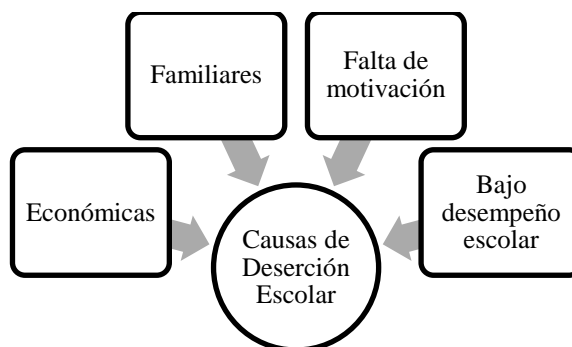 Familiares
Falta de
motivación
Económicas
Bajo
desempeño
escolar
Causas de
Deserción
Escolar